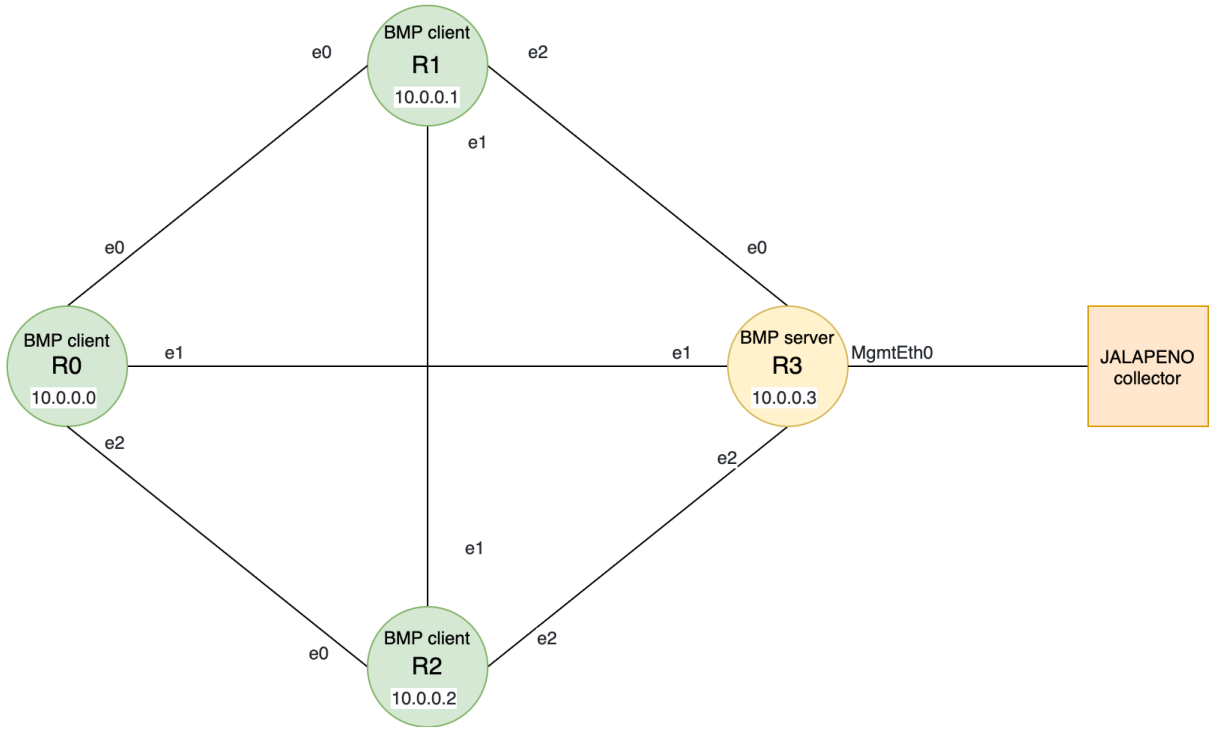 BMP client
R1
10.0.0.1
e0
e2
e1
e0
e0
BMP client
R0
10.0.0.0
e1
e1
BMP server
R3
10.0.0.3
MgmtEth0
JALAPENO
collector
e2
e2
e1
e0
e2
BMP client
R2
10.0.0.2